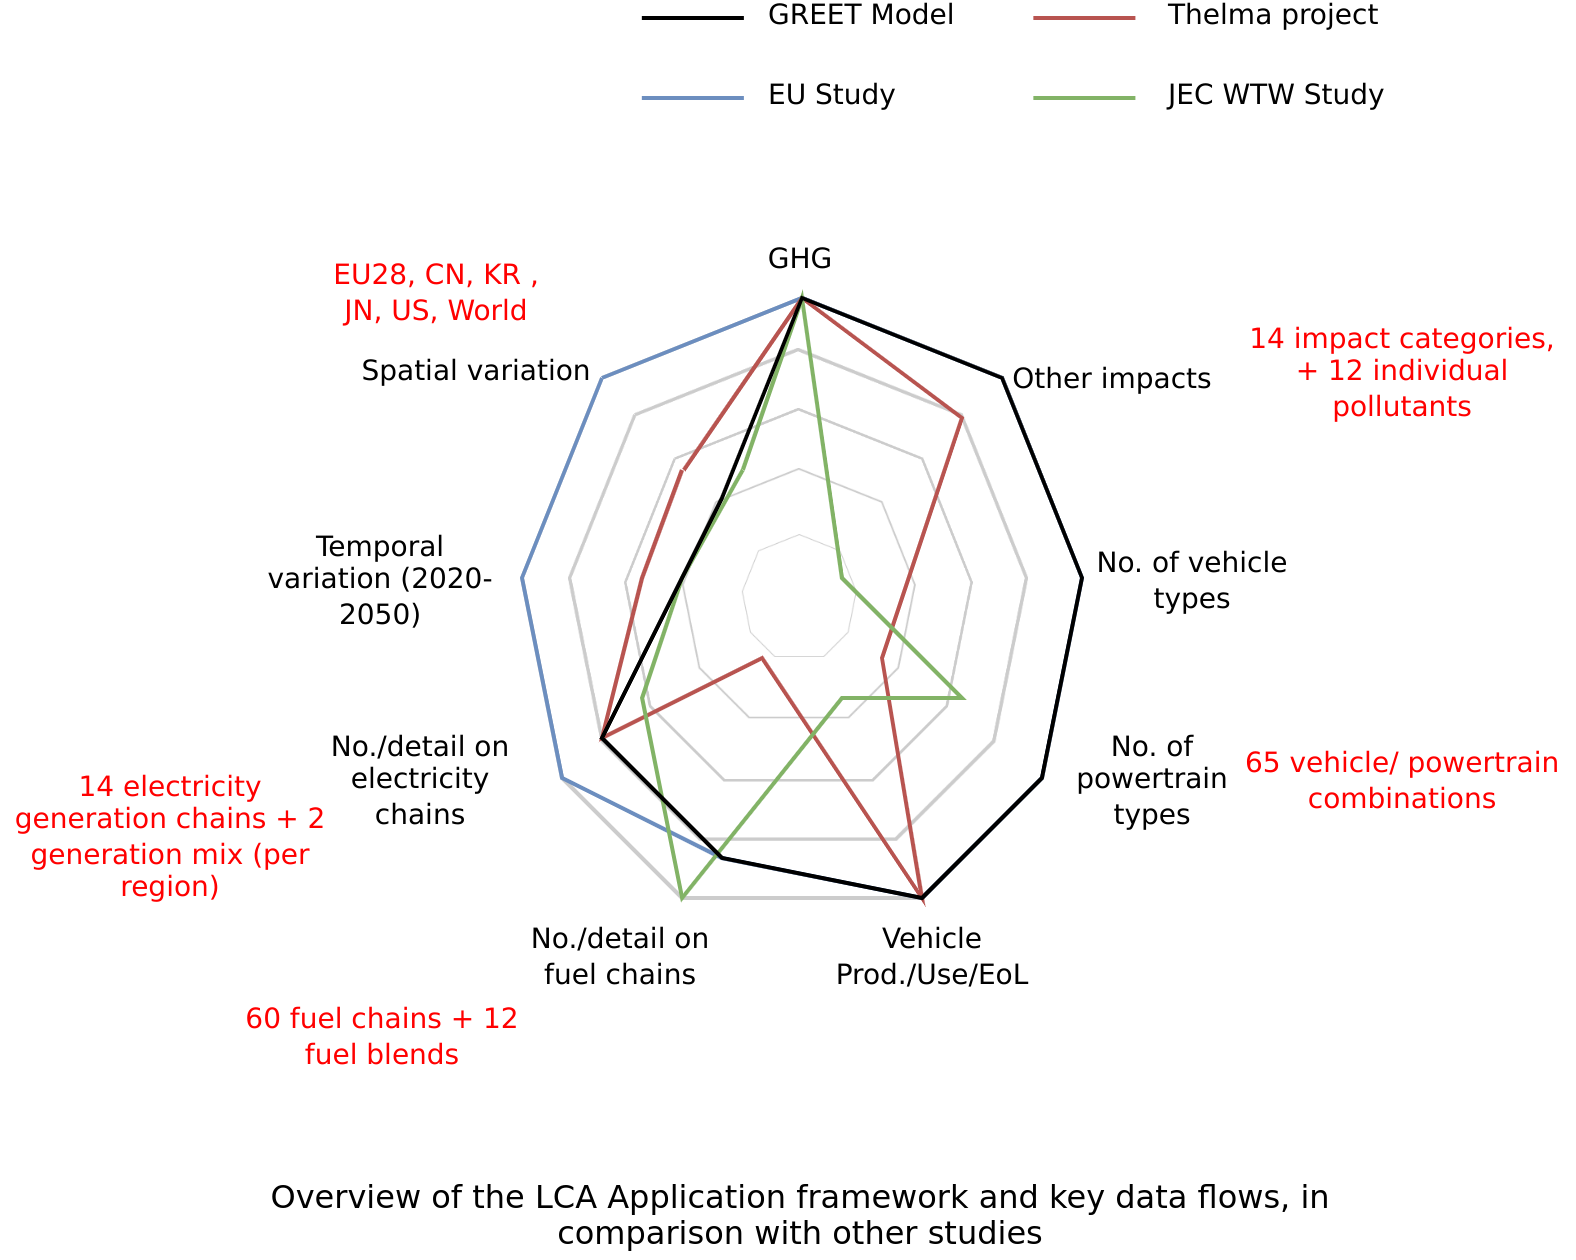 GREET Model
Thelma project
EU Study
JEC WTW Study
GHG
EU28, CN, KR ,
JN, US, World
Spatial variation
Other impacts
14 impact categories,
+ 12 individual
pollutants
Temporal
variation (2020-
2050)
No. of vehicle
types
No./detail on
electricity
chains
No. of
powertrain
types
65 vehicle/ powertrain
combinations
14 electricity
generation chains + 2
generation mix (per
region)
No./detail on
fuel chains
Vehicle
Prod./Use/EoL
60 fuel chains + 12
fuel blends
Overview of the LCA Application framework and key data flows, in
comparison with other studies